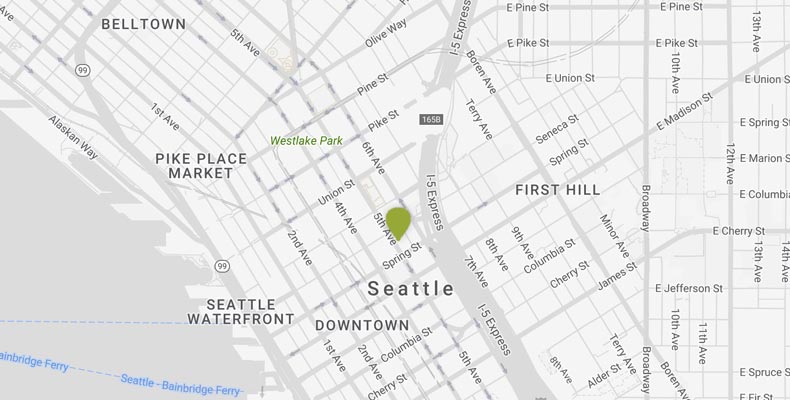 BELLTOWN
5th Ave
Olive Way
I-5 Express
E Pine St
E Pine St
13th Ave
E Pike St
E Pike St
10th Ave
99
Boren Ave
Pine St
E Union St
E Union St
1st Ave
Terry Ave
E Madison St
Pike St
165B
Seneca St
E Spring St
Alaskan Way
Westlake Park
6th Ave
Spring St
12th Ave
PIKE PLACE
MARKET
E Marion St
Union St
I-5 Express
FIRST HILL
E Columbia
4th Ave
5th Ave
Broadway
2nd Ave
9th Ave
Minor Ave
E Cherry St
8th Ave
Spring St
Columbia St
13th Ave
14th Ave
99
7th Ave
Cherry St
James St
Seattle
E Jefferson St
SEATTLE
WATERFRONT
DOWNTOWN
I-5 Express
10th Ave
11th Ave
1st Ave
2nd Ave
Columbia St
5th Ave
Terry Ave
Broadway
ainbridge Ferry
Seattle - Bainbridge Ferry
Cherry St
8th Ave
Alder St
Boren Ave
E Spruce St
E Fir St